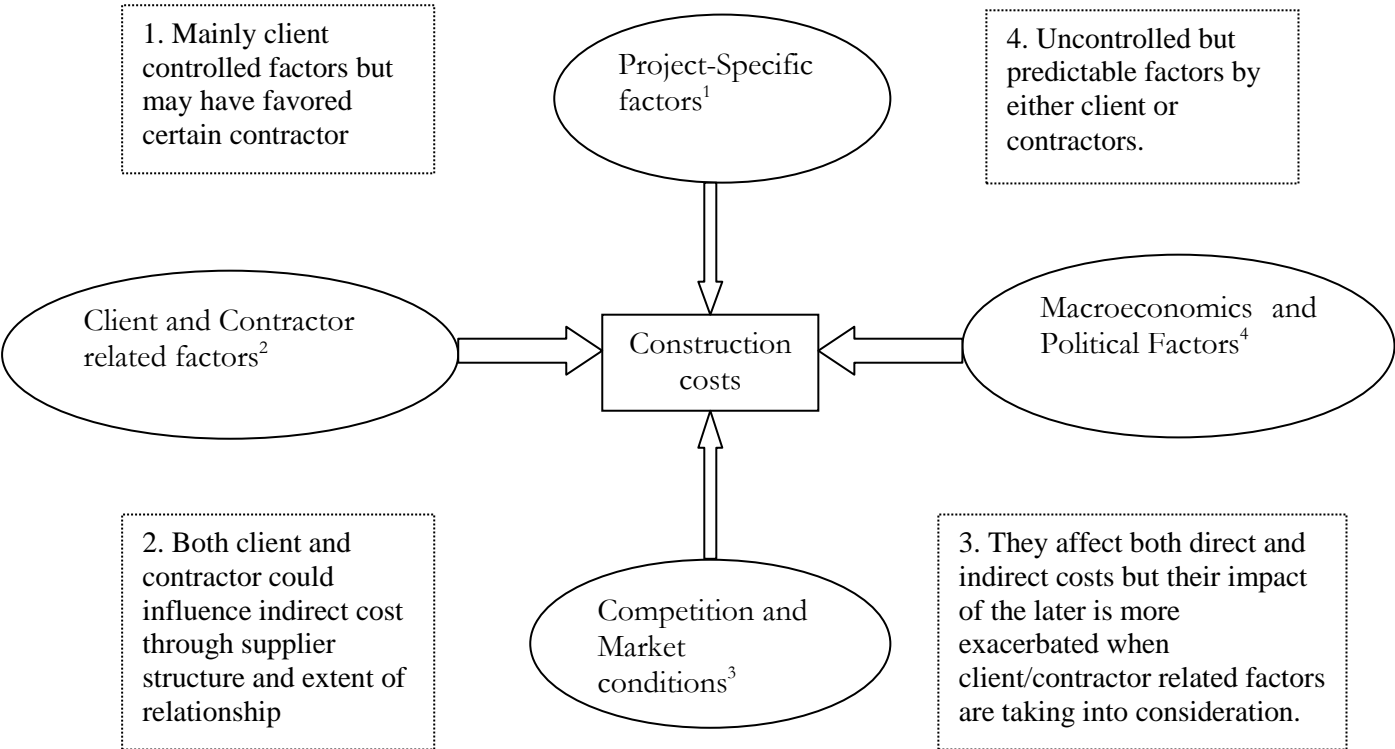 1. Mainly client
controlled factors but
may have favored
certain contractor
Project-Specific
factors1
4. Uncontrolled but
predictable factors by
either client or
contractors.
Client and Contractor
related factors2
Construction
costs
Macroeconomics and
Political Factors4
2. Both client and
contractor could
influence indirect cost
through supplier
structure and extent of
relationship
Competition and
Market
conditions3
3. They affect both direct and
indirect costs but their impact
of the later is more
exacerbated when
client/contractor related factors
are taking into consideration.